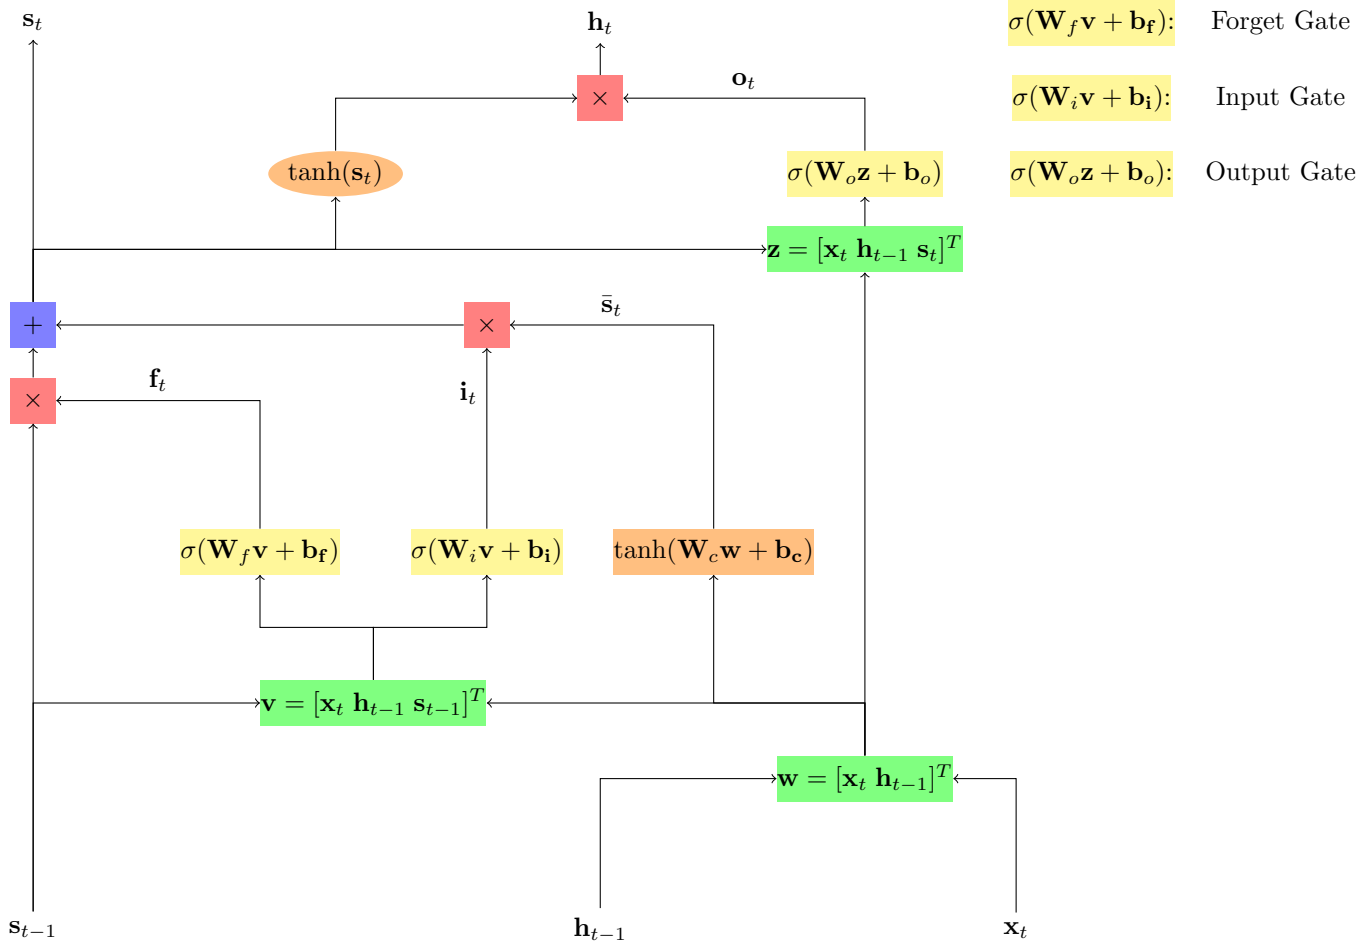 s_t
h_t
σ(W_f v + b_f): Forget Gate
×
o_t
σ(W_i v + b_i): Input Gate
tanh(s_t)
σ(W_o z + b_o)
σ(W_o z + b_o): Output Gate
z = [x_t h_{t−1} s_t]^T
+
×
s̄_t
×
f_t
i_t
σ(W_f v + b_f)
σ(W_i v + b_i)
tanh(W_c w + b_c)
v = [x_t h_{t−1} s_{t−1}]^T
w = [x_t h_{t−1}]^T
s_{t−1}
h_{t−1}
x_t